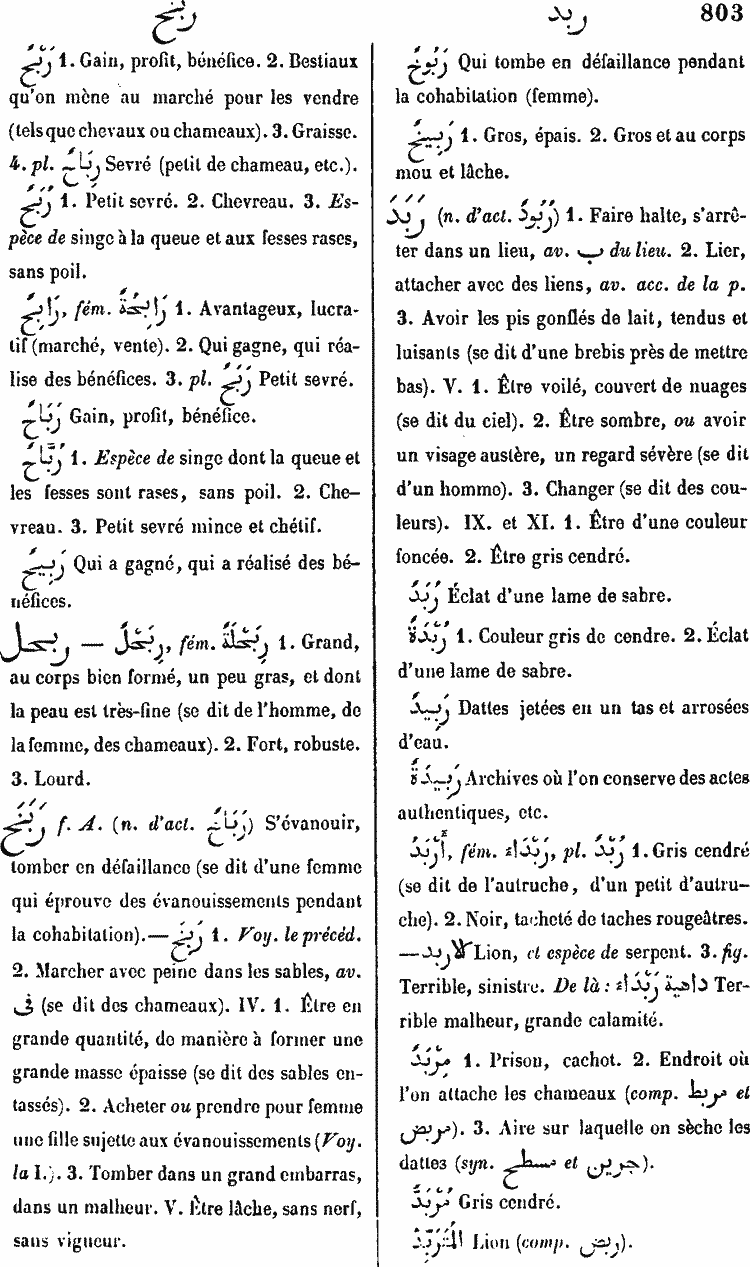 ربخ
ربد
803
رِبْحٌ 1. Gain, profit, bénéfice. 2. Bestiaux
qu'on mène au marché pour les vendre
(tels que chevaux ou chameaux). 3. Graisse.
4. pl. رِبَاحٌ Sevré (petit de chameau, etc.).
رُبَحٌ 1. Petit sevré. 2. Chevreau. 3. Es-
pèce de singe à la queue et aux fesses rases,
sans poil.
رَابِحٌ, fém. رَابِحَةٌ 1. Avantageux, lucra-
tif (marché, vente). 2. Qui gagne, qui réa-
lise des bénéfices. 3. pl. رَبَحٌ Petit sevré.
رَبَاحٌ Gain, profit, bénéfice.
رُبَّاحٌ 1. Espèce de singe dont la queue et
les fesses sont rases, sans poil. 2. Che-
vreau. 3. Petit sevré mince et chétif.
رَبِيحٌ Qui a gagné, qui a réalisé des bé-
néfices.
ربحل — رِبَحْلٌ, fém. رِبَحْلَةٌ 1. Grand,
au corps bien formé, un peu gras, et dont
la peau est très-fine (se dit de l'homme, de
la femme, des chameaux). 2. Fort, robuste.
3. Lourd.
رَبَخَ f. A. (n. d'act. رَبَاخٌ) S'évanouir,
tomber en défaillance (se dit d'une femme
qui éprouve des évanouissements pendant
la cohabitation).— رَبِخَ 1. Voy. le précéd.
2. Marcher avec peine dans les sables, av.
فى (se dit des chameaux). IV. 1. Être en
grande quantité, de manière à former une
grande masse épaisse (se dit des sables en-
tassés). 2. Acheter ou prendre pour femme
une fille sujette aux évanouissements (Voy.
la I.). 3. Tomber dans un grand embarras,
dans un malheur. V. Être lâche, sans nerf,
sans vigueur.
رَبُوخٌ Qui tombe en défaillance pendant
la cohabitation (femme).
رَبِيخٌ 1. Gros, épais. 2. Gros et au corps
mou et lâche.
رَبَدَ (n. d'act. رُبُودٌ) 1. Faire halte, s'arrê-
ter dans un lieu, av. ب du lieu. 2. Lier,
attacher avec des liens, av. acc. de la p.
3. Avoir les pis gonflés de lait, tendus et
luisants (se dit d'une brebis près de mettre
bas). V. 1. Être voilé, couvert de nuages
(se dit du ciel). 2. Être sombre, ou avoir
un visage austère, un regard sévère (se dit
d'un homme). 3. Changer (se dit des cou-
leurs). IX. et XI. 1. Être d'une couleur
foncée. 2. Être gris cendré.
رُبَدٌ Éclat d'une lame de sabre.
رُبْدَةٌ 1. Couleur gris de cendre. 2. Éclat
d'une lame de sabre.
رَبِيدٌ Dattes jetées en un tas et arrosées
d'eau.
رَبِيدَةٌ Archives où l'on conserve des actes
authentiques, etc.
أَرْبَدُ, fém. رَبْدَاءُ, pl. رُبْدٌ 1. Gris cendré
(se dit de l'autruche, d'un petit d'autru-
che). 2. Noir, tacheté de taches rougeâtres.
— الاربد Lion, et espèce de serpent. 3. fig.
Terrible, sinistre. De là : داهية رَبْدَاءُ Ter-
rible malheur, grande calamité.
مِرْبَدٌ 1. Prison, cachot. 2. Endroit où
l'on attache les chameaux (comp. مربط et
مربض). 3. Aire sur laquelle on sèche les
dattes (syn. مسطح et جرين).
مُرْبَدٌّ Gris cendré.
المُتَرَبِّدُ Lion (comp. ربض).